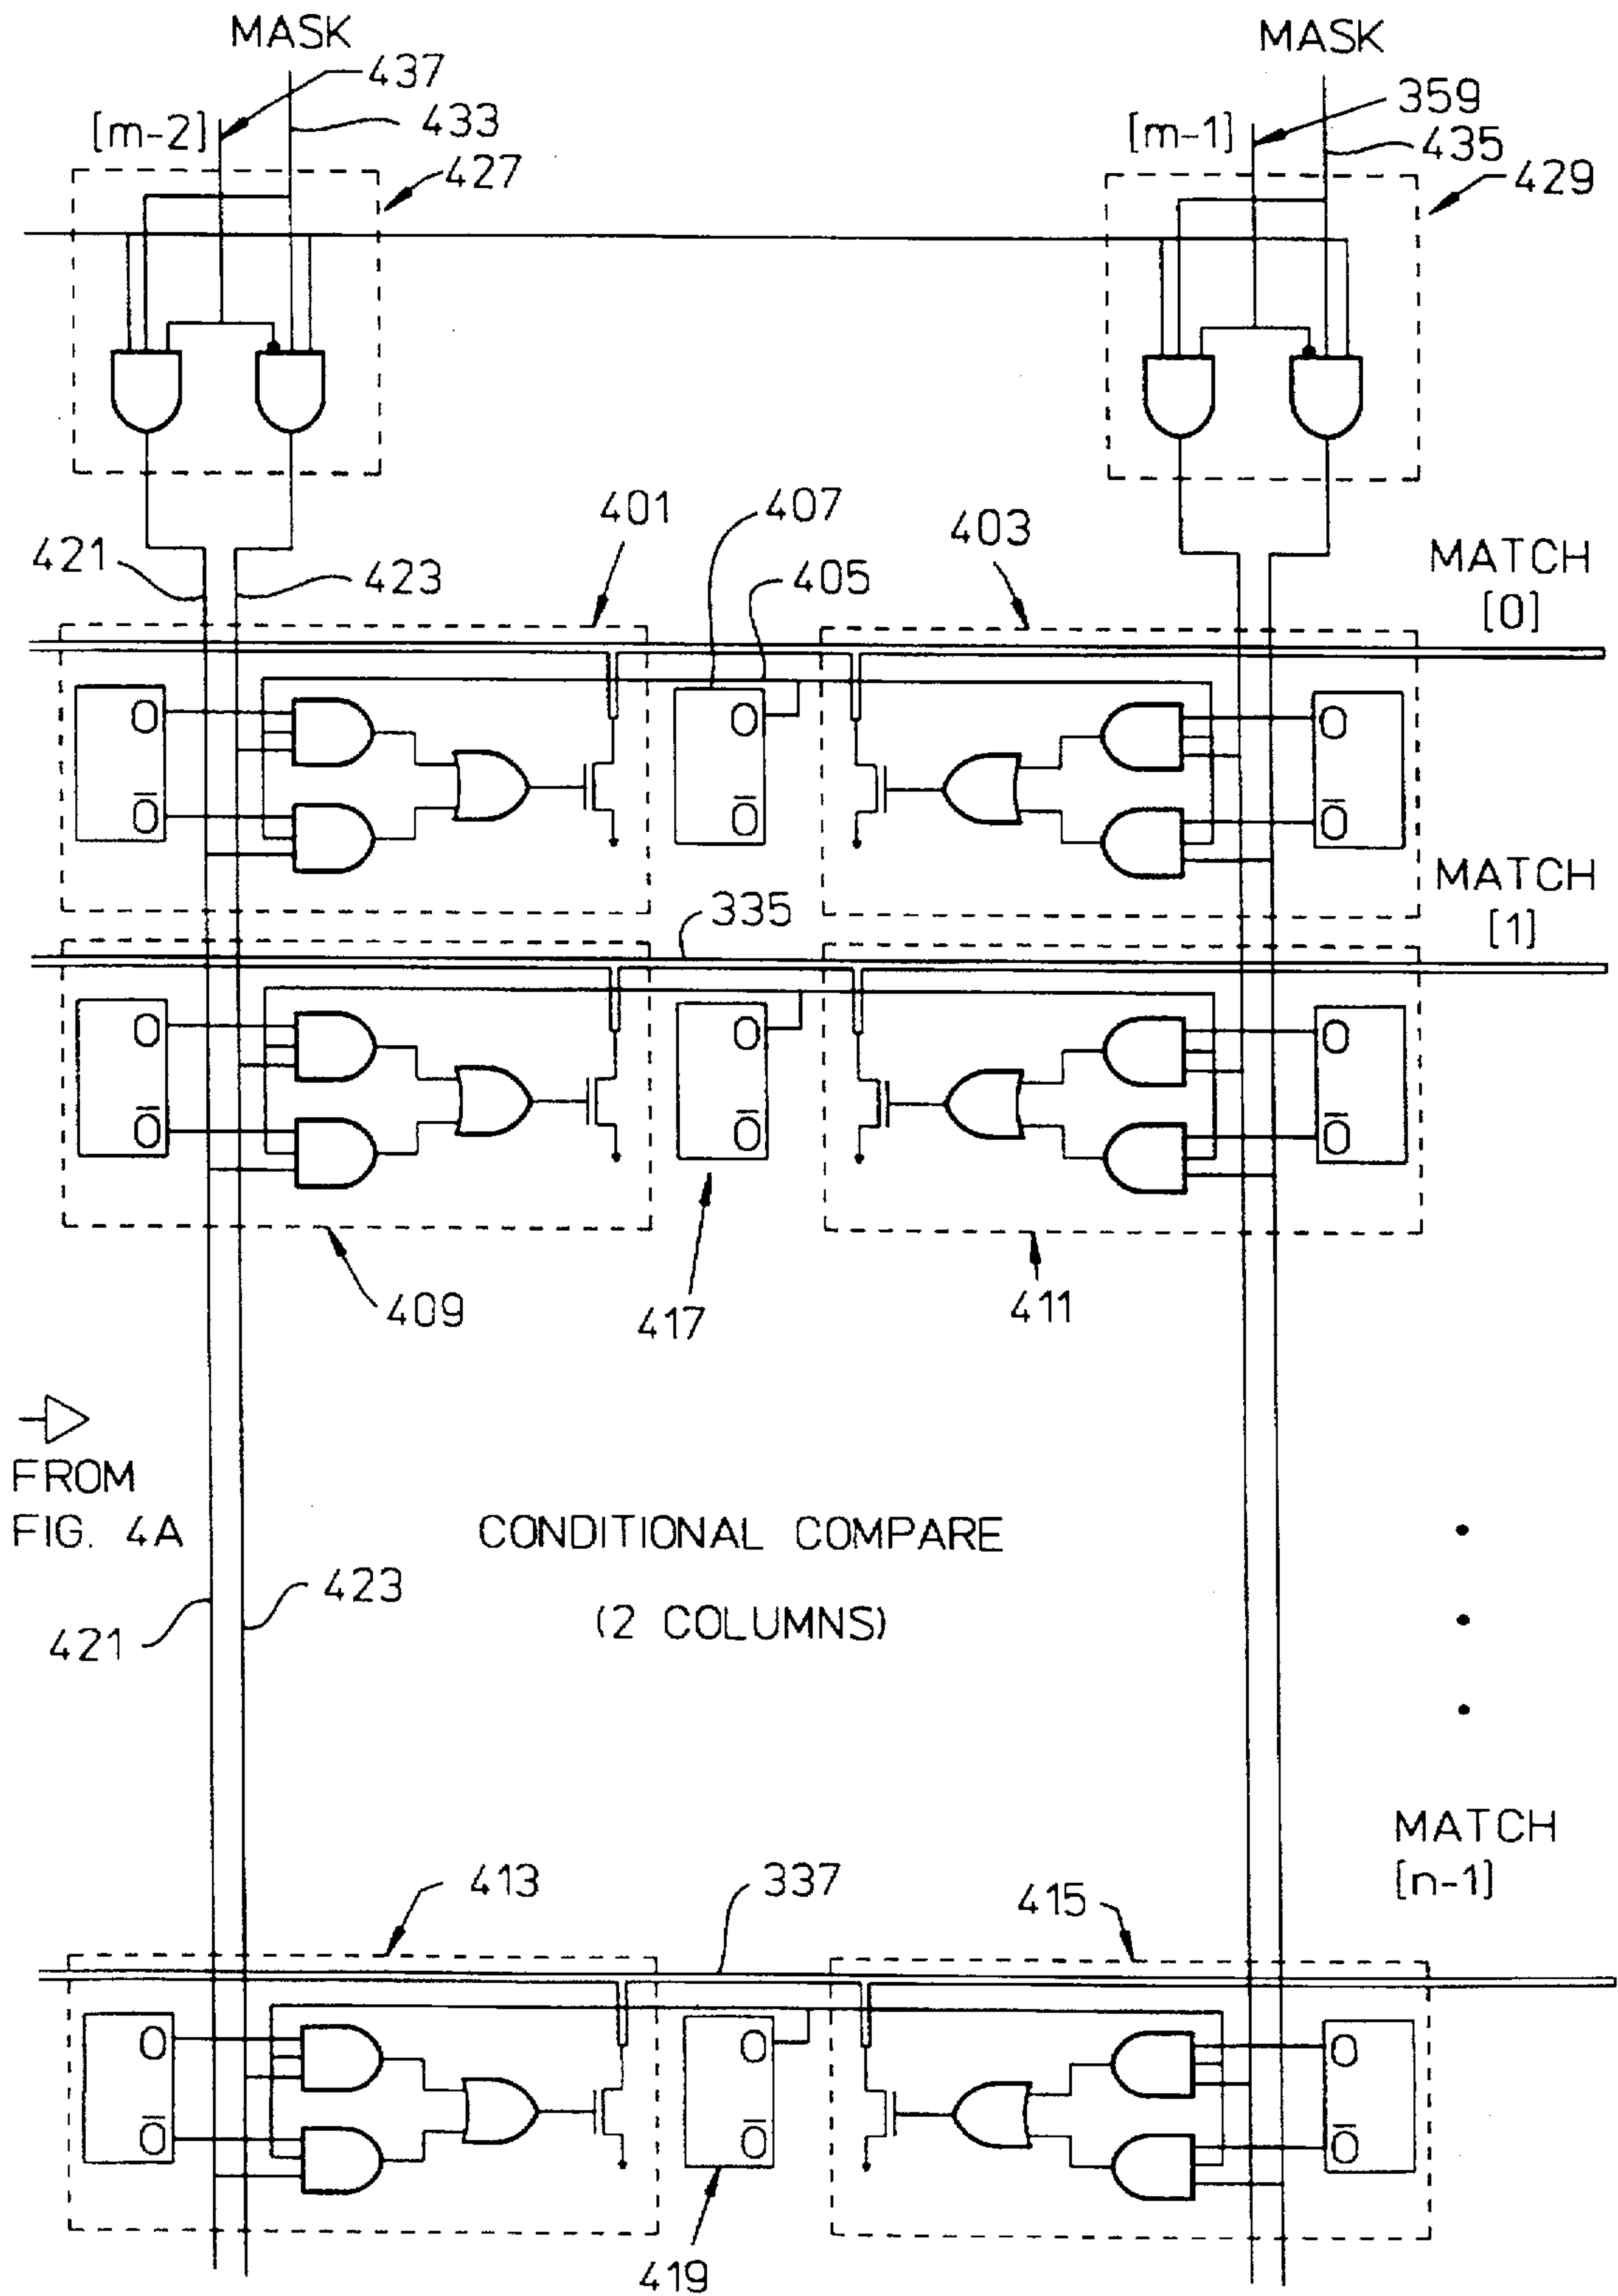 MASK
MASK
437
359
[m-2]
433
[m-1]
435
427
429
401
407
403
421
423
405
MATCH
[0]
O
O
O
O̅
O̅
O̅
MATCH
[1]
335
O
O
O
O̅
O̅
O̅
409
417
411
FROM
FIG. 4A
CONDITIONAL COMPARE
423
(2 COLUMNS)
421
MATCH
[n-1]
413
337
415
O
O
O
O̅
O̅
O̅
419